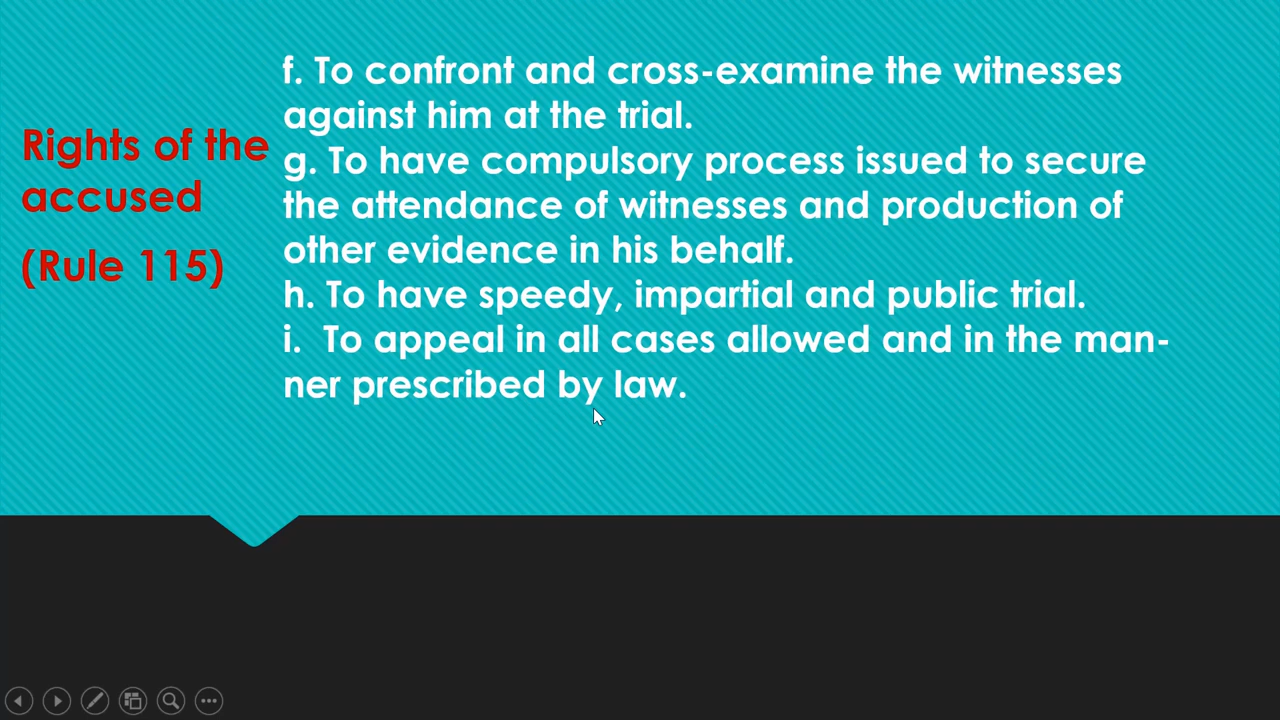 Rights of the
accused
(Rule 115)
f. To confront and cross-examine the witnesses
against him at the trial.
g. To have compulsory process issued to secure
the attendance of witnesses and production of
other evidence in his behalf.
h. To have speedy, impartial and public trial.
i.  To appeal in all cases allowed and in the man-
ner prescribed by law.